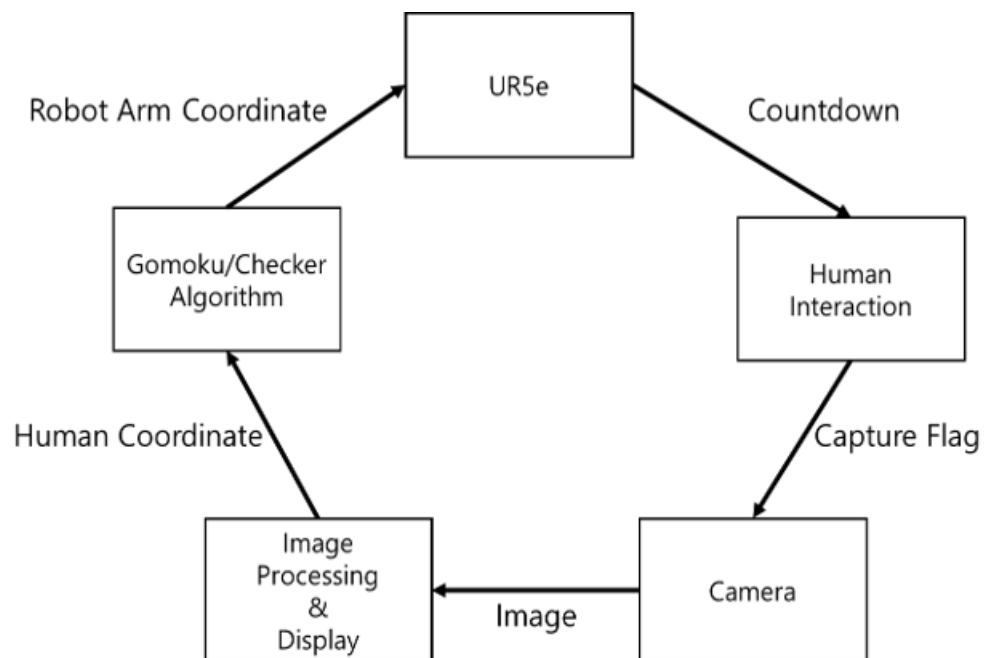 UR5e
Robot Arm Coordinate
Countdown
Gomoku/Checker
Algorithm
Human
Interaction
Human Coordinate
Capture Flag
Image
Processing
&
Display
Image
Camera